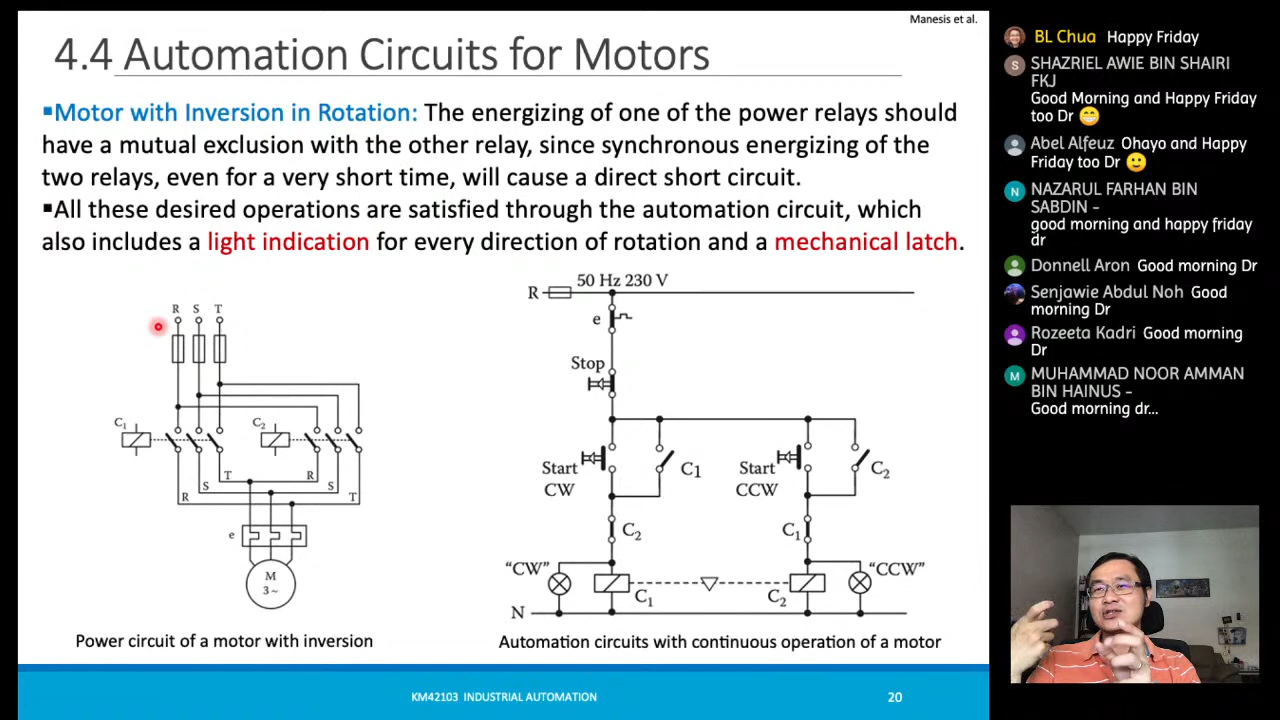 Manesis et al.
4.4 Automation Circuits for Motors
▪Motor with Inversion in Rotation: The energizing of one of the power relays should
have a mutual exclusion with the other relay, since synchronous energizing of the
two relays, even for a very short time, will cause a direct short circuit.
▪All these desired operations are satisfied through the automation circuit, which
also includes a light indication for every direction of rotation and a mechanical latch.
R S T
C1
C2
T
R
S
S
R
T
e
M
3~
Power circuit of a motor with inversion
R
50 Hz 230 V
e
Stop
Start
CW
C1
Start
CCW
C2
C2
C1
"CW"
C1
C2
"CCW"
N
Automation circuits with continuous operation of a motor
KM42103 INDUSTRIAL AUTOMATION
20
BL Chua Happy Friday
S
SHAZRIEL AWIE BIN SHAIRI
FKJ
Good Morning and Happy Friday
too Dr 😁
Abel Alfeuz Ohayo and Happy
Friday too Dr 🙂
N
NAZARUL FARHAN BIN
SABDIN -
good morning and happy friday
dr
Donnell Aron Good morning Dr
Senjawie Abdul Noh Good
morning Dr
Rozeeta Kadri Good morning
Dr
M
MUHAMMAD NOOR AMMAN
BIN HAINUS -
Good morning dr...